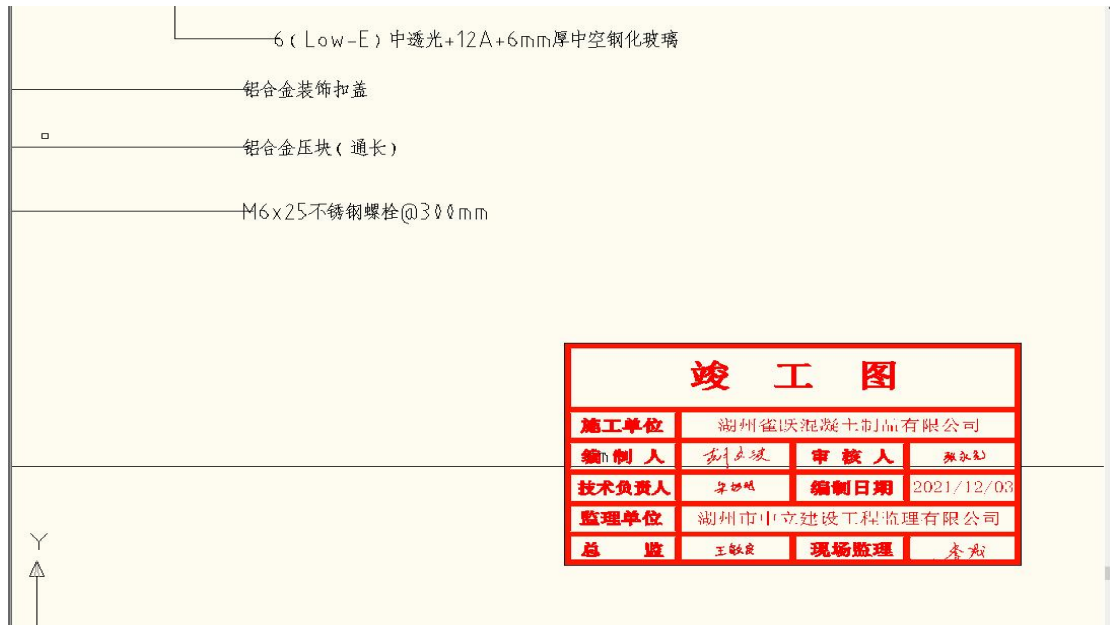 6(Low-E)中透光+12A+6mm厚中空钢化玻璃
铝合金装饰扣盖
铝合金压块(通长)
M6x25不锈钢螺栓@300mm
竣 工 图
施工单位 湖州 混凝土制品有限公司
编制人 审核人
技术负责人 编制日期 2021/12/03
监理单位 湖州市中立建设工程监理有限公司
总 监 王敏良 现场监理
Y